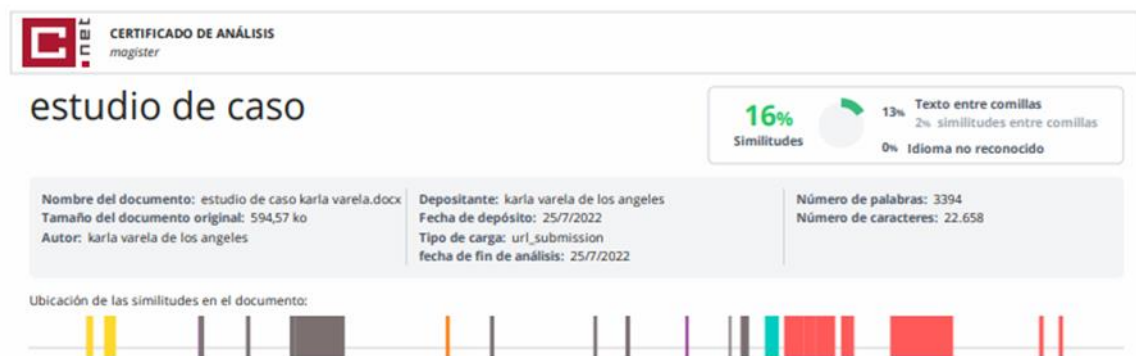 C.net
CERTIFICADO DE ANÁLISIS
magister
estudio de caso
16%
Similitudes
13% Texto entre comillas
2% similitudes entre comillas
0% Idioma no reconocido
Nombre del documento: estudio de caso karla varela.docx
Tamaño del documento original: 594,57 ko
Autor: karla varela de los angeles
Depositante: karla varela de los angeles
Fecha de depósito: 25/7/2022
Tipo de carga: url_submission
fecha de fin de análisis: 25/7/2022
Número de palabras: 3394
Número de caracteres: 22.658
Ubicación de las similitudes en el documento: